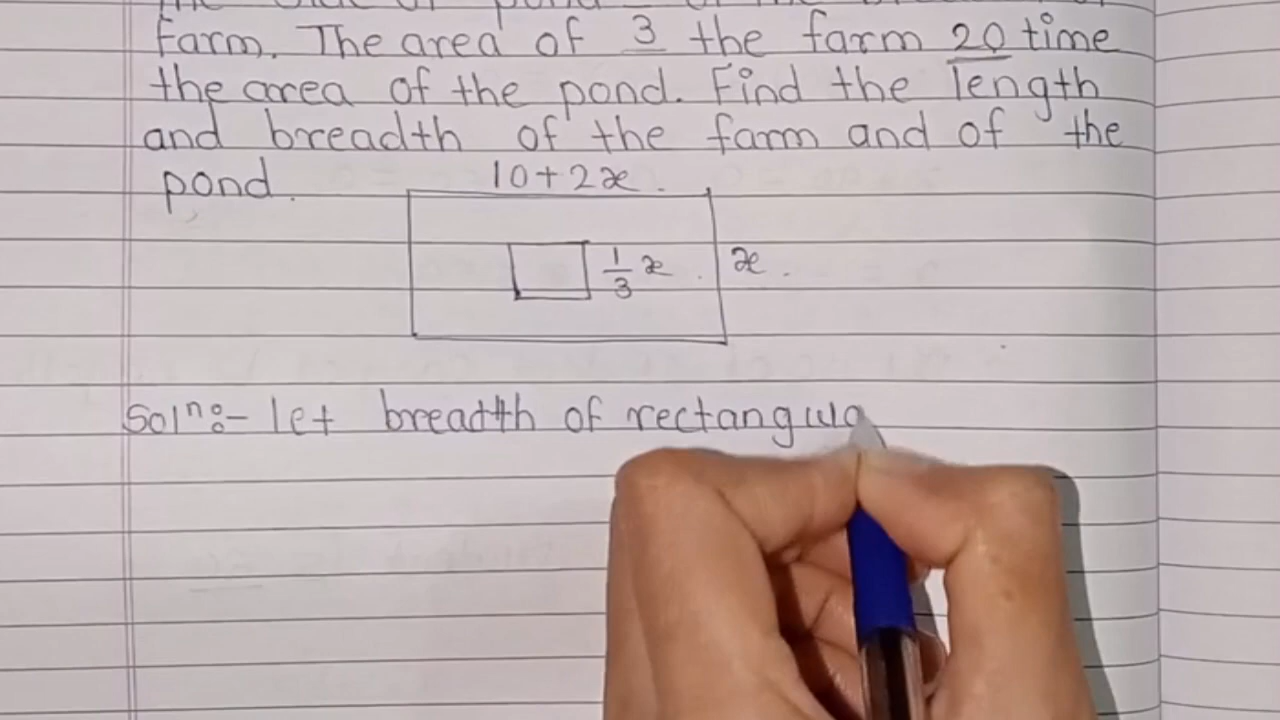 farm. The area of 3 the farm 20 time
the area of the pond. Find the length
and breadth of the farm and of the
pond.
10+2x.
1/3 x . x .
Solⁿ:- let breadth of rectangula